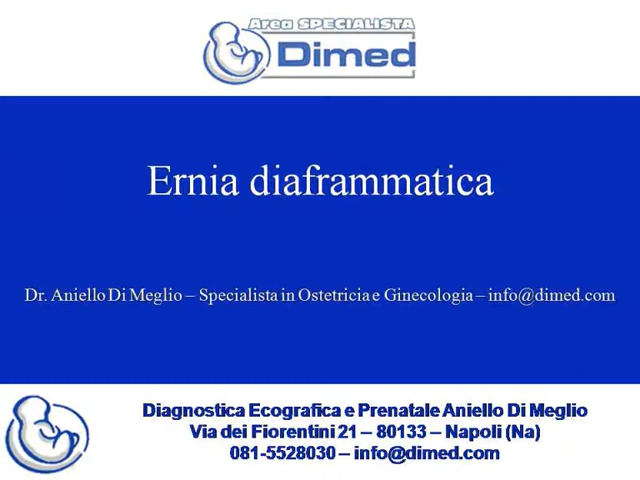 Area SPECIALISTA
Dimed
Ernia diaframmatica
Dr. Aniello Di Meglio – Specialista in Ostetricia e Ginecologia – info@dimed.com
Diagnostica Ecografica e Prenatale Aniello Di Meglio
Via dei Fiorentini 21 – 80133 – Napoli (Na)
081-5528030 – info@dimed.com